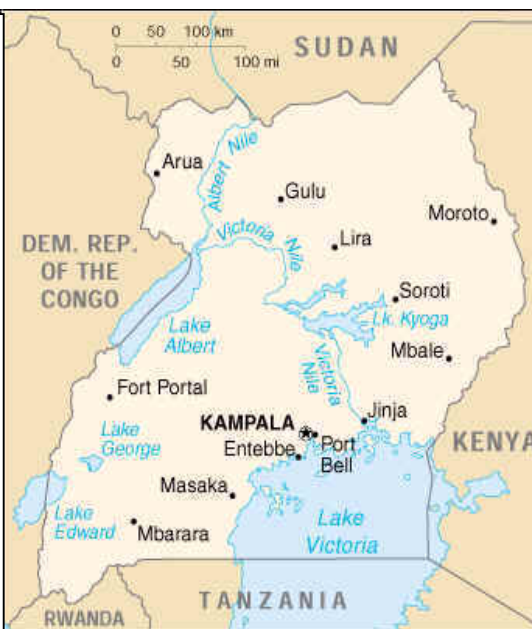 0 50 100 km
0 50 100 mi
SUDAN
Arua
Albert Nile
Gulu
Moroto
Victoria Nile
Lira
DEM. REP.
OF THE
CONGO
Soroti
Lk. Kyoga
Lake
Albert
Mbale
Victoria
Nile
Fort Portal
Jinja
KAMPALA
Port
Bell
Lake
George
Entebbe
KENYA
Masaka
Lake
Edward
Mbarara
Lake
Victoria
TANZANIA
RWANDA